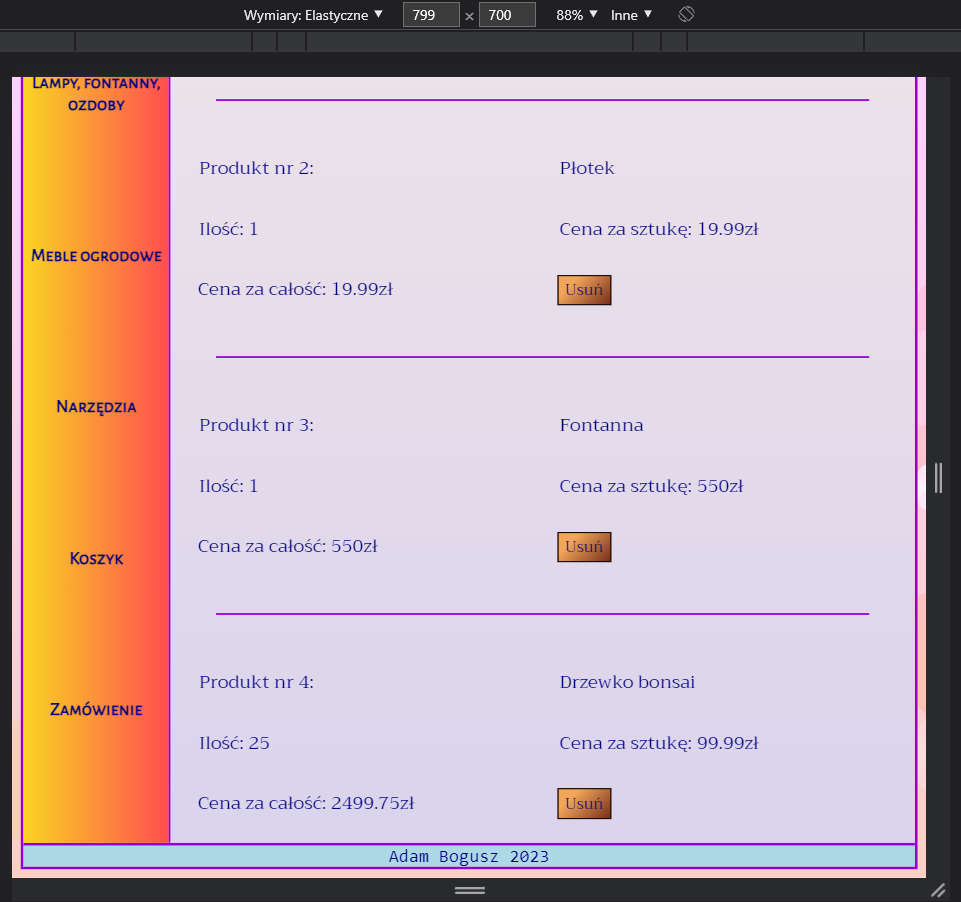 Wymiary: Elastyczne ▼ 799 × 700 88% ▼ Inne ▼
Lampy, fontanny,
ozdoby
Produkt nr 2: Płotek
Meble ogrodowe
Ilość: 1 Cena za sztukę: 19.99zł
Cena za całość: 19.99zł Usuń
Narzędzia
Produkt nr 3: Fontanna
Ilość: 1 Cena za sztukę: 550zł
Cena za całość: 550zł Usuń
Koszyk
Produkt nr 4: Drzewko bonsai
Zamówienie
Ilość: 25 Cena za sztukę: 99.99zł
Cena za całość: 2499.75zł Usuń
Adam Bogusz 2023